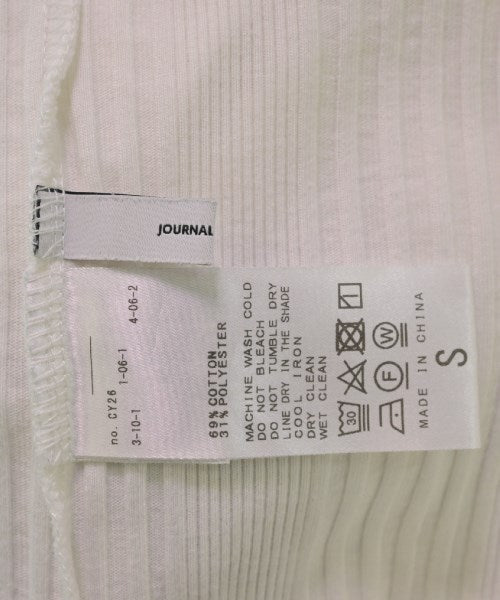 JOURNAL
no. CY26
1-06-1
4-06-2
3-10-1
69% COTTON
31% POLYESTER
MACHINE WASH COLD
DO NOT BLEACH
DO NOT TUMBLE DRY
LINE DRY IN THE SHADE
COOL IRON
DRY CLEAN
WET CLEAN
30
F
W
MADE IN CHINA
S